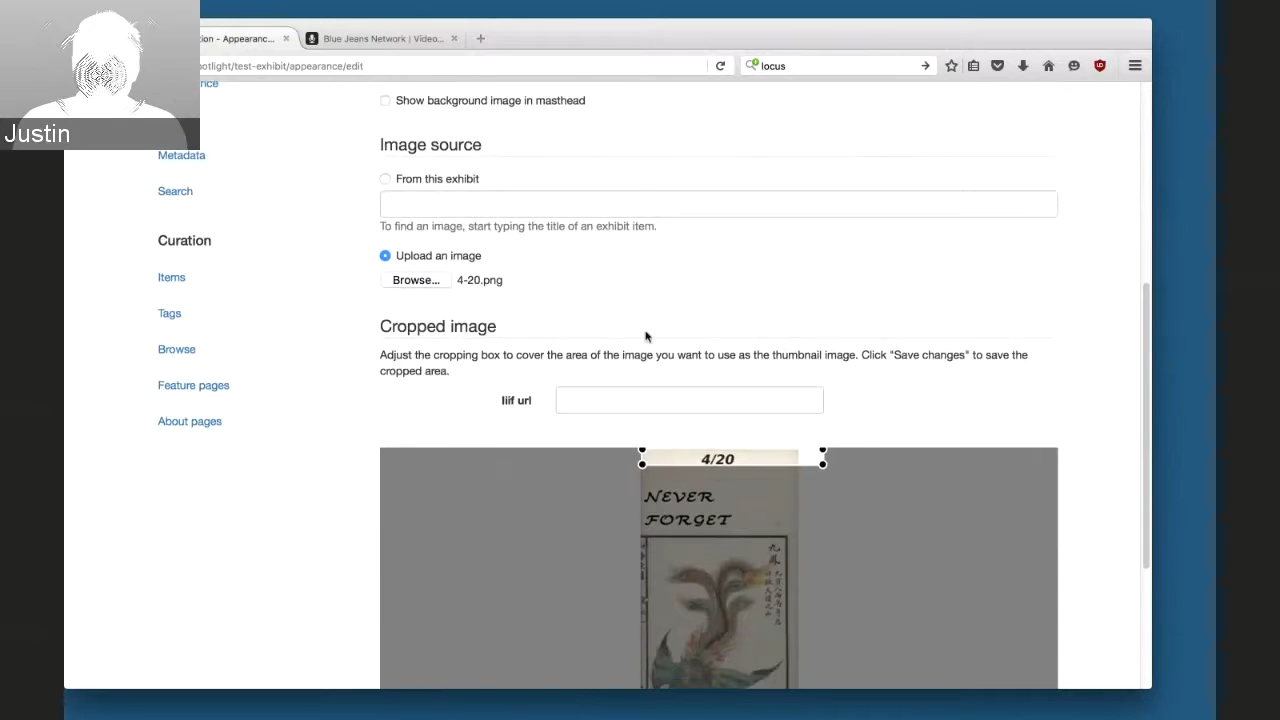 Justin
tion - Appearanc...
Blue Jeans Network | Video...
otlight/test-exhibit/appearance/edit
locus
ance
Show background image in masthead
Image source
Metadata
From this exhibit
Search
To find an image, start typing the title of an exhibit item.
Curation
Upload an image
Items
Browse...
4-20.png
Tags
Cropped image
Browse
Adjust the cropping box to cover the area of the image you want to use as the thumbnail image. Click "Save changes" to save the
cropped area.
Feature pages
Iiif url
About pages
4/20
NEVER
FORGET
九鳳